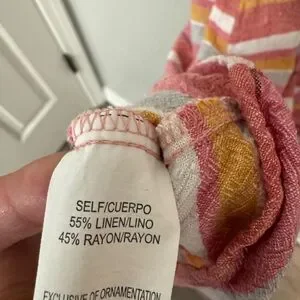 SELF/CUERPO
55% LINEN/LINO
45% RAYON/RAYON
EXCLUSIVE OF ORNAMENTATION